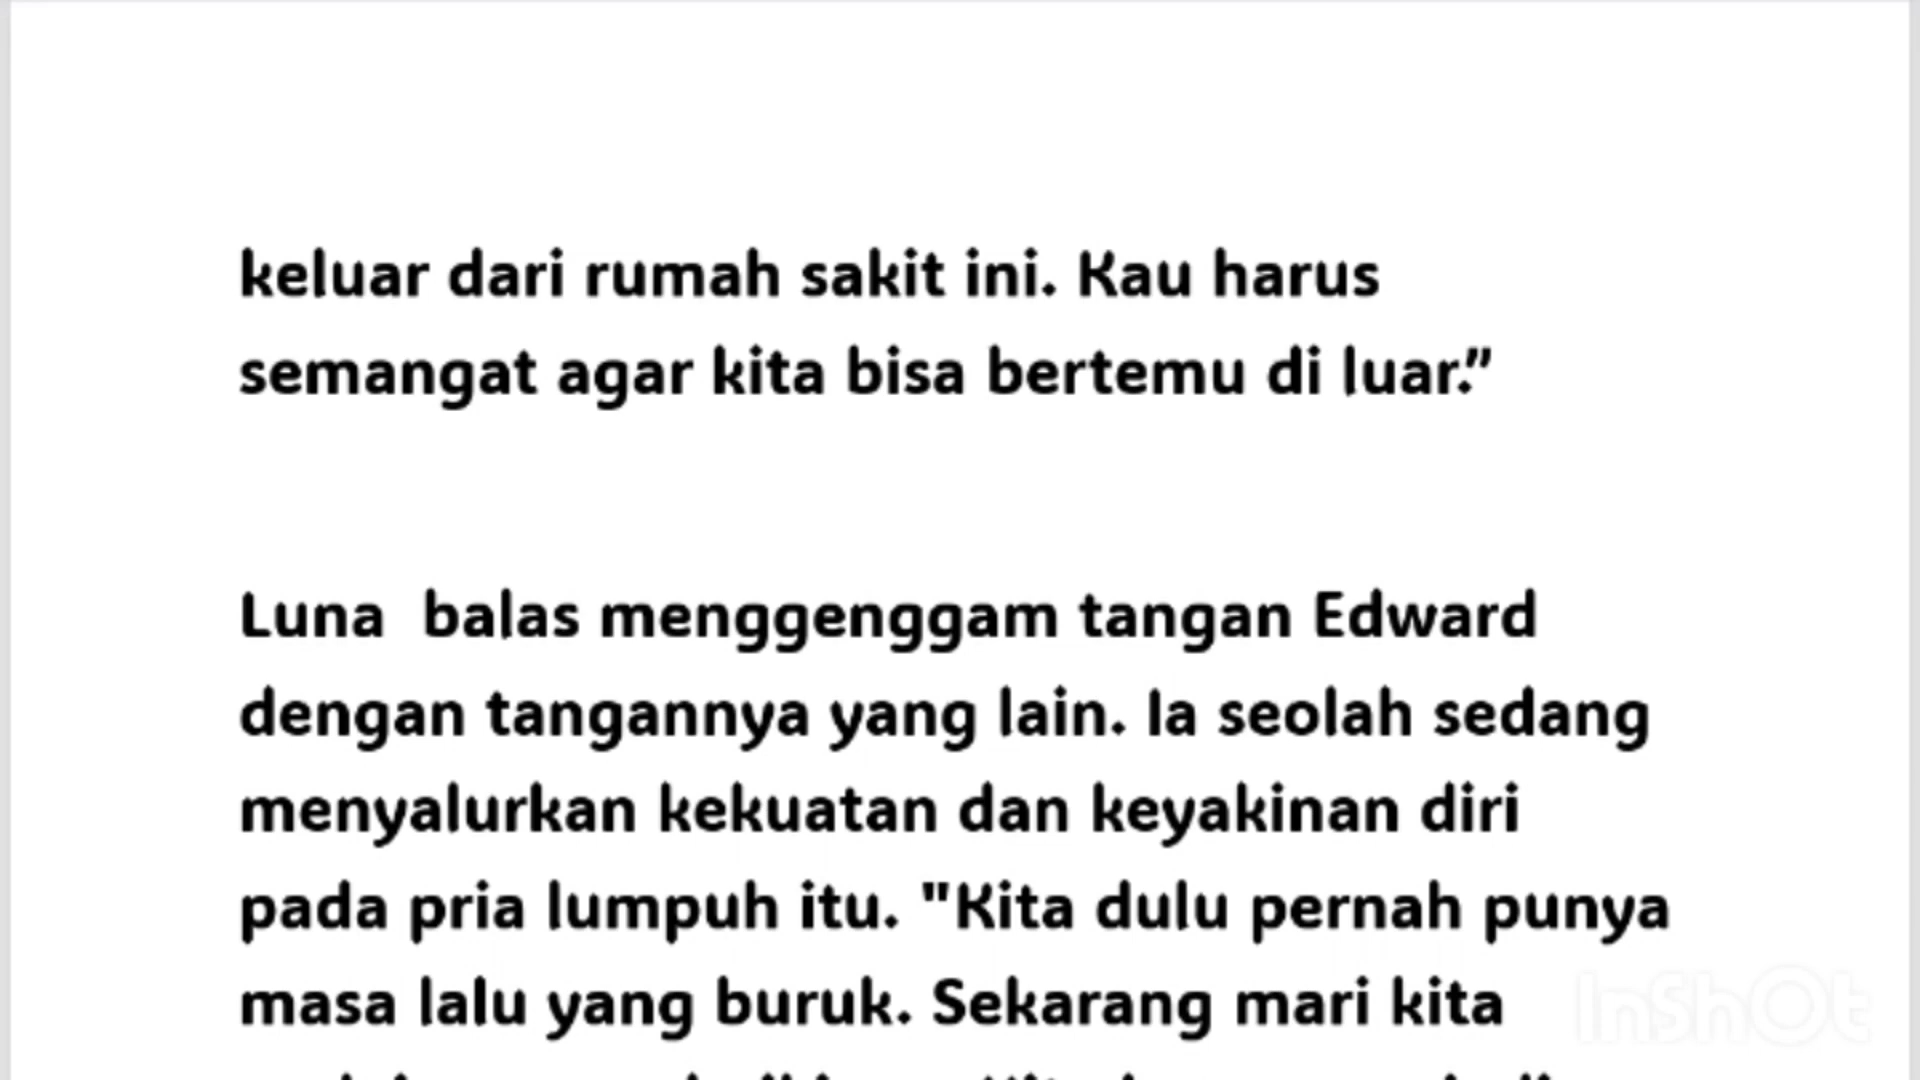 keluar dari rumah sakit ini. Kau harus
semangat agar kita bisa bertemu di luar.”
Luna  balas menggenggam tangan Edward
dengan tangannya yang lain. Ia seolah sedang
menyalurkan kekuatan dan keyakinan diri
pada pria lumpuh itu. "Kita dulu pernah punya
masa lalu yang buruk. Sekarang mari kita
InShOt